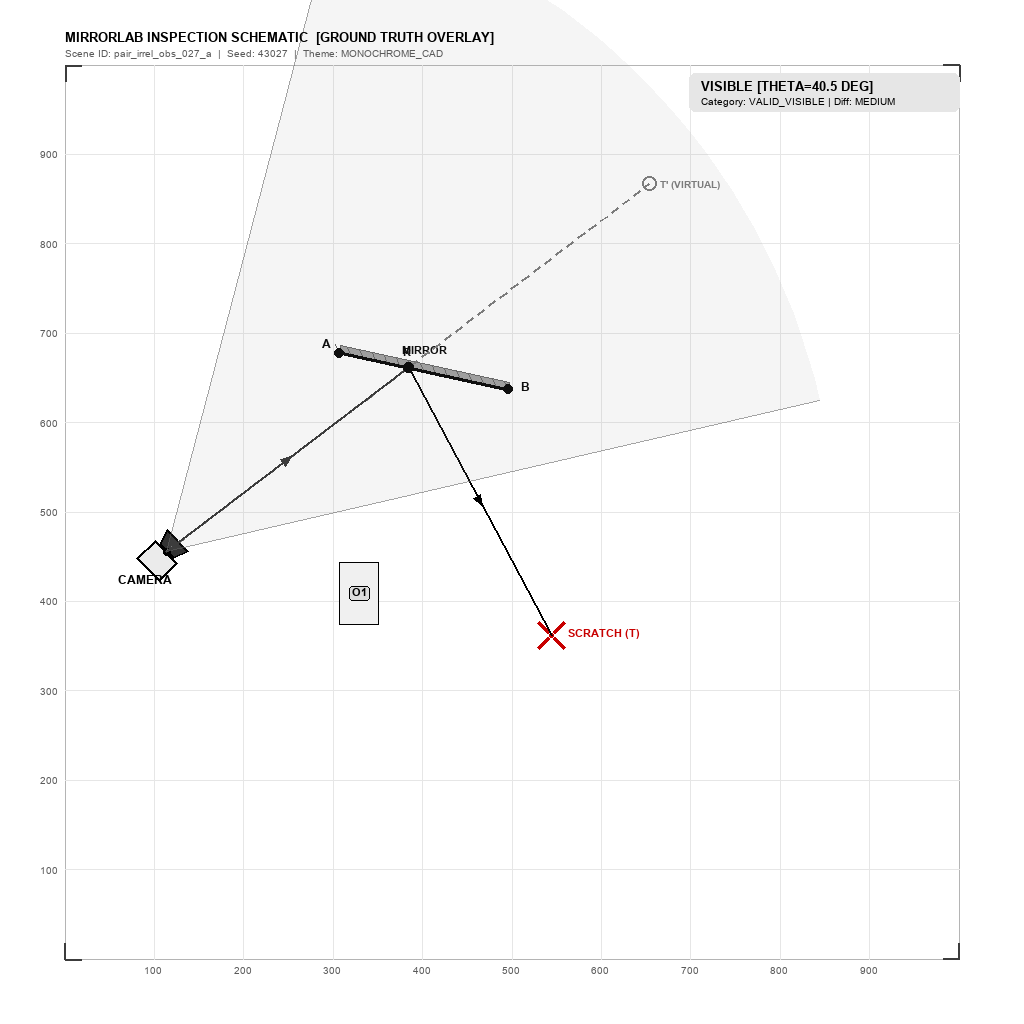 MIRRORLAB INSPECTION SCHEMATIC [GROUND TRUTH OVERLAY]
Scene ID: pair_irrel_obs_027_a | Seed: 43027 | Theme: MONOCHROME_CAD
VISIBLE [THETA=40.5 DEG]
Category: VALID_VISIBLE | Diff: MEDIUM
900
T' (VIRTUAL)
800
700
A
MIRROR
B
600
500
CAMERA
400
O1
SCRATCH (T)
300
200
100
100 200 300 400 500 600 700 800 900